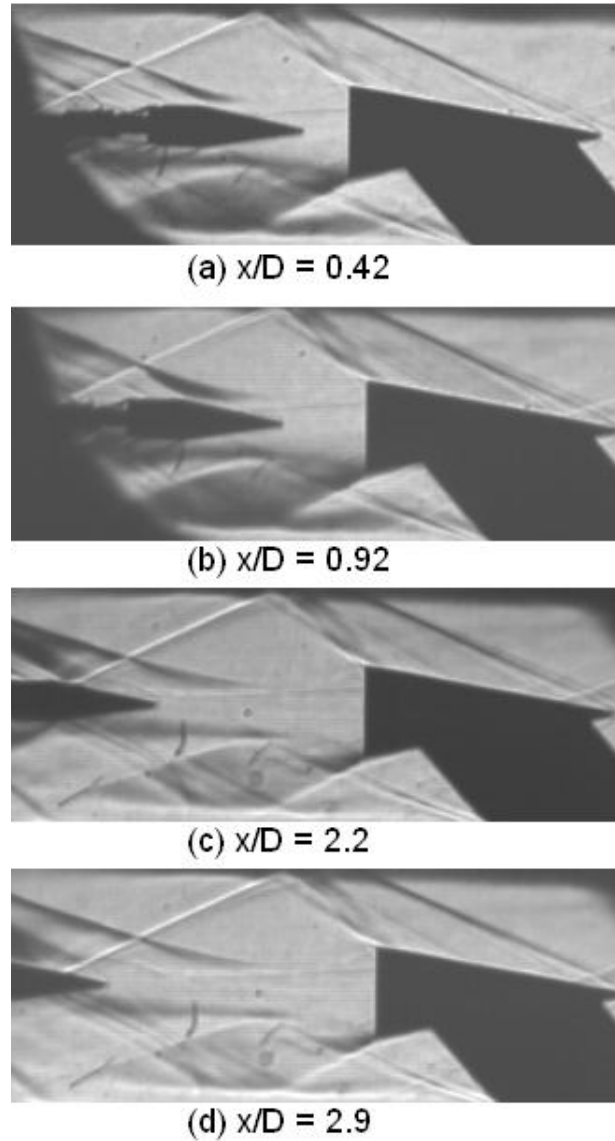 (a) x/D = 0.42
(b) x/D = 0.92
(c) x/D = 2.2
(d) x/D = 2.9